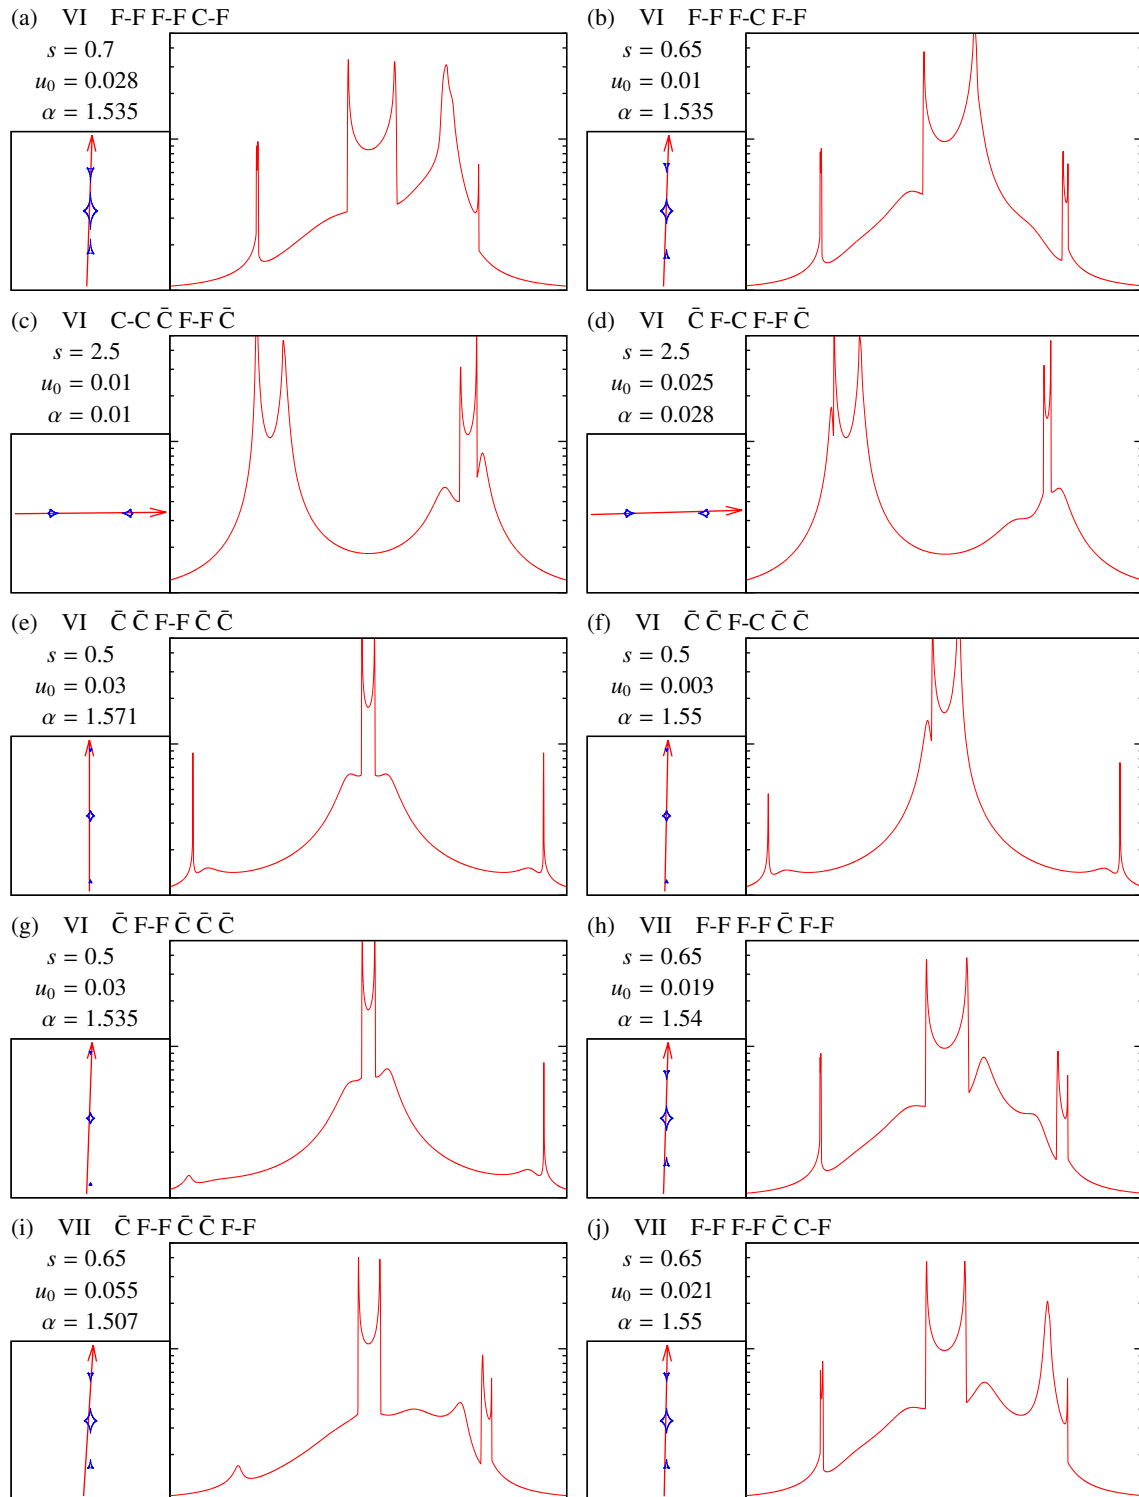 (a) VI F-F F-F C-F
s = 0.7
u₀ = 0.028
α = 1.535
(b) VI F-F F-C F-F
s = 0.65
u₀ = 0.01
α = 1.535
(c) VI C-C C̄ F-F C̄
s = 2.5
u₀ = 0.01
α = 0.01
(d) VI C̄ F-C F-F C̄
s = 2.5
u₀ = 0.025
α = 0.028
(e) VI C̄ C̄ F-F C̄ C̄
s = 0.5
u₀ = 0.03
α = 1.571
(f) VI C̄ C̄ F-C C̄ C̄
s = 0.5
u₀ = 0.003
α = 1.55
(g) VI C̄ F-F C̄ C̄ C̄
s = 0.5
u₀ = 0.03
α = 1.535
(h) VII F-F F-F C̄ F-F
s = 0.65
u₀ = 0.019
α = 1.54
(i) VII C̄ F-F C̄ C̄ F-F
s = 0.65
u₀ = 0.055
α = 1.507
(j) VII F-F F-F C̄ C-F
s = 0.65
u₀ = 0.021
α = 1.55